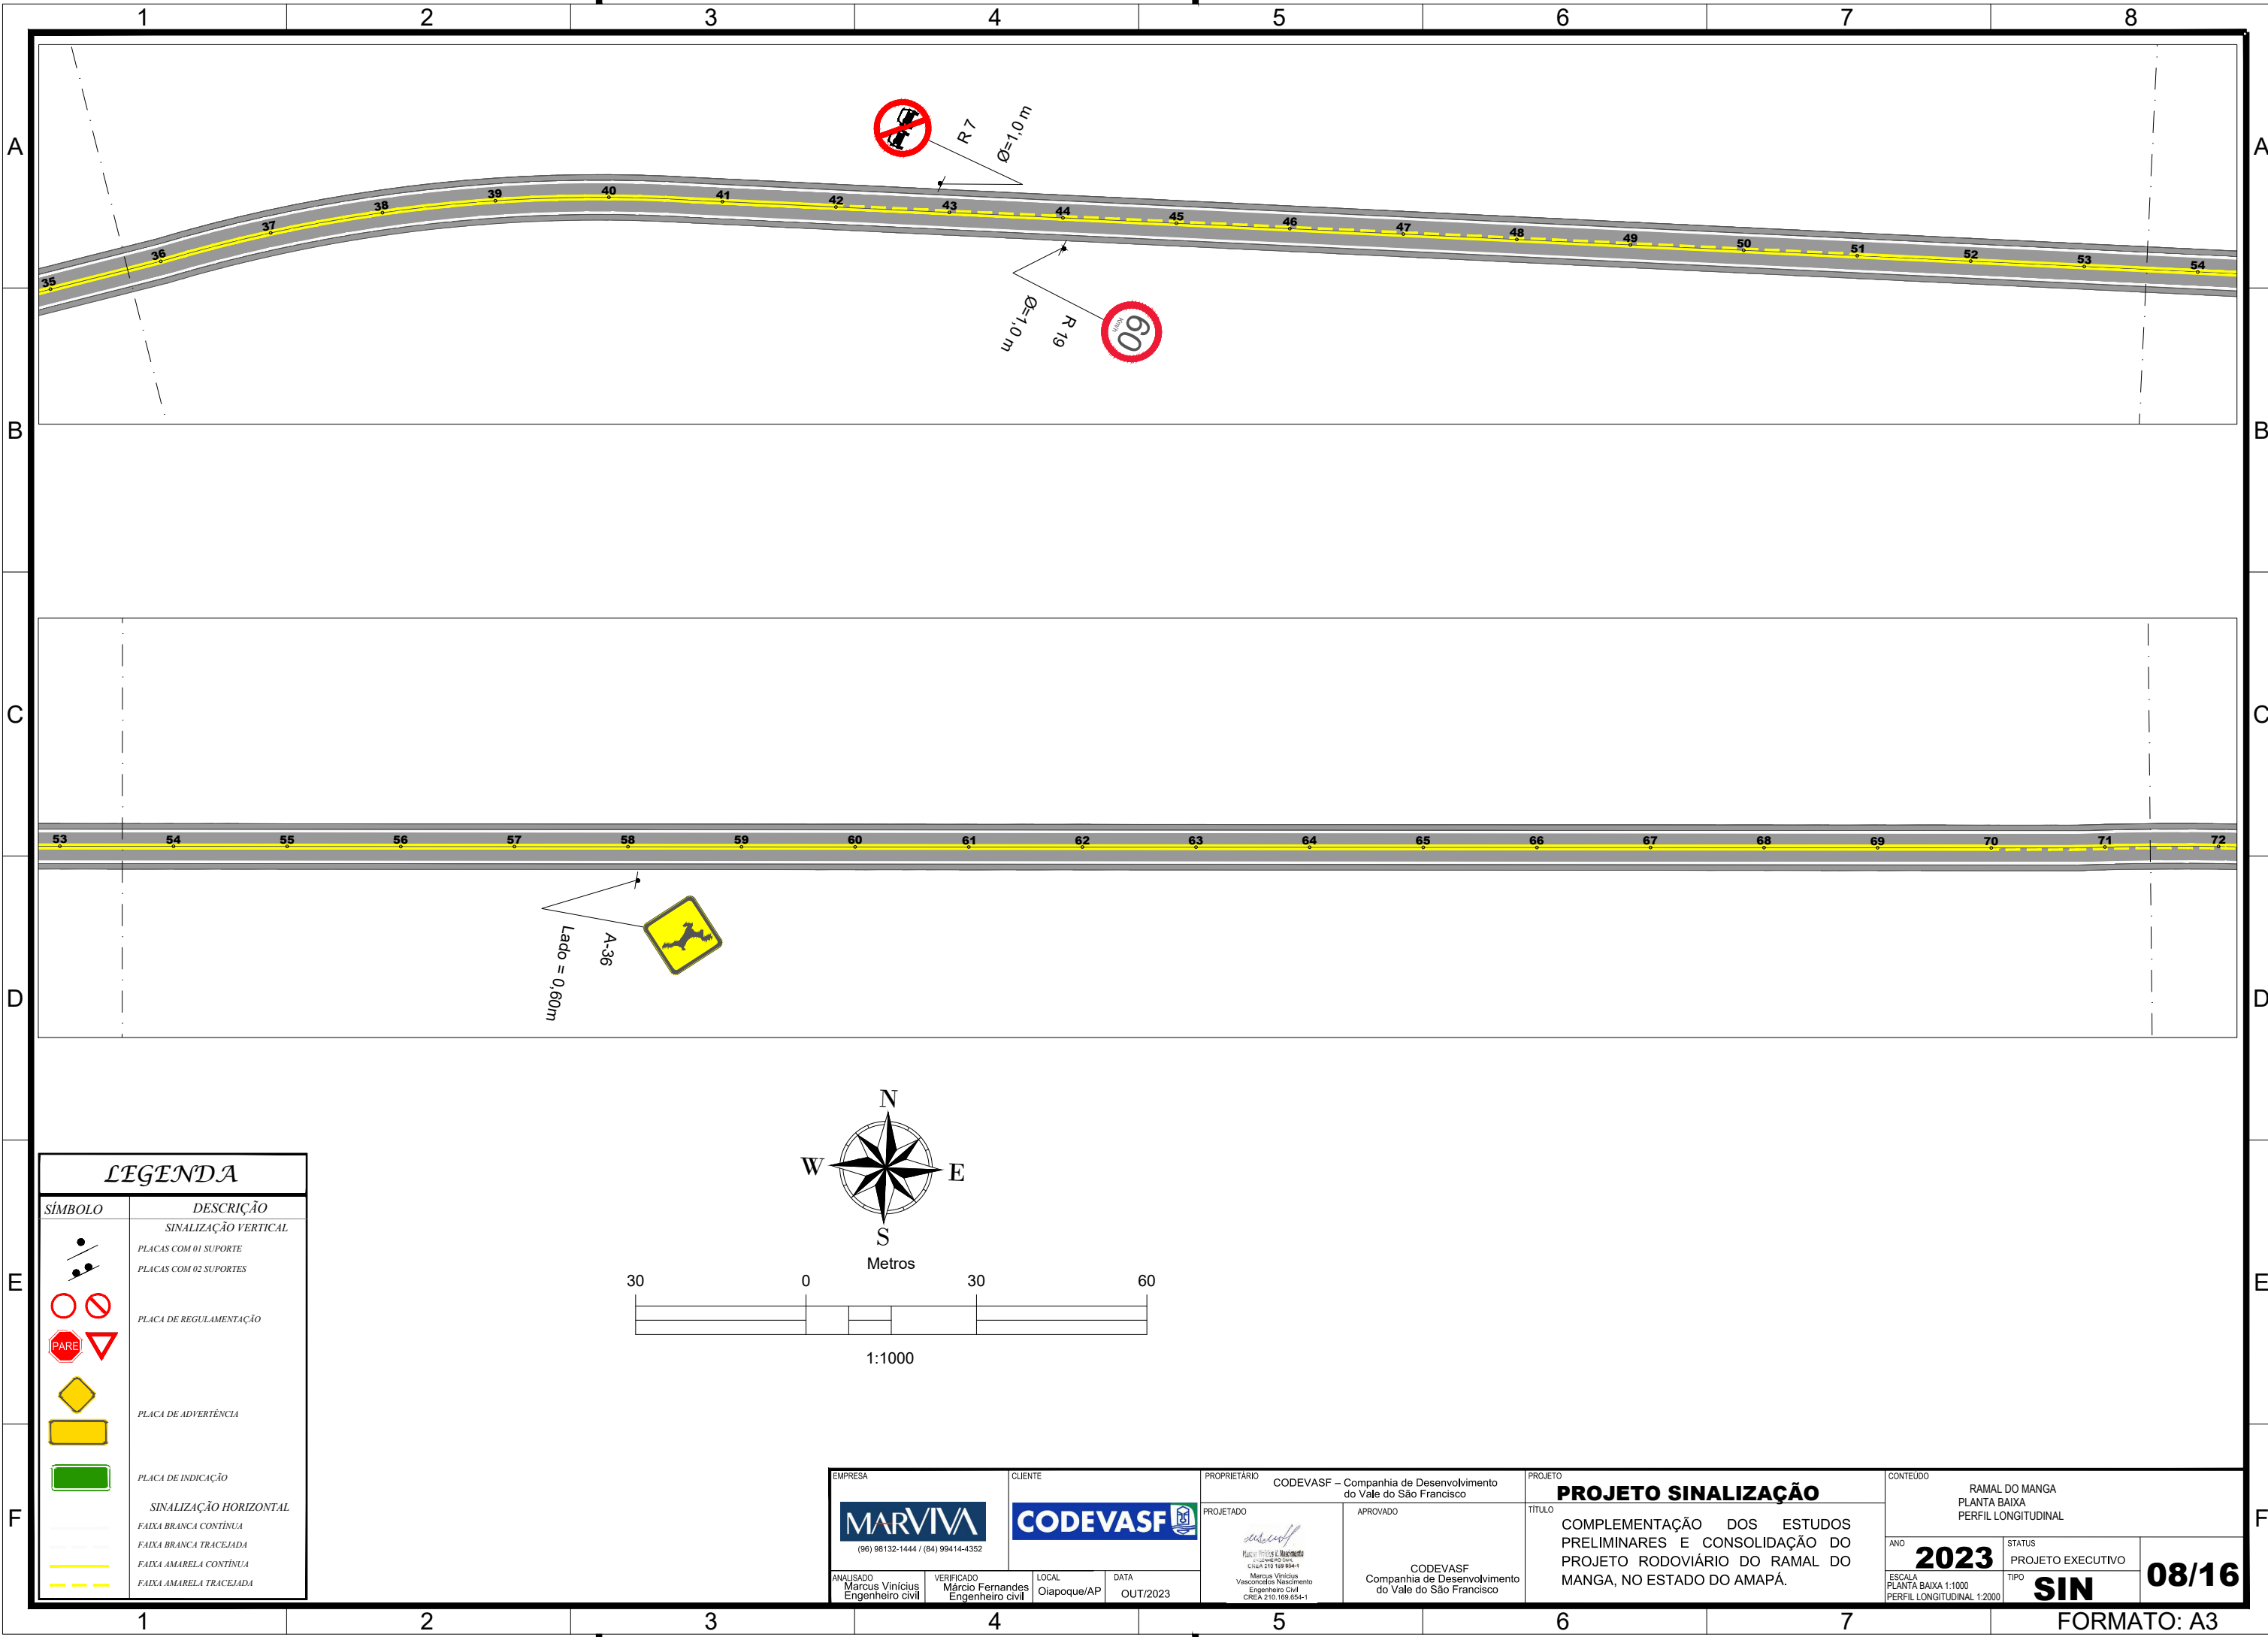 1 2 3 4 5 6 7 8
A A
R 7
Ø=1,0 m
35 36 37 38 39 40 41 42 43 44 45 46 47 48 49 50 51 52 53 54
Ø=1,0 m
R 19
60
Km/h
B B
C C
53 54 55 56 57 58 59 60 61 62 63 64 65 66 67 68 69 70 71 72
Lado = 0,60m
A-36
D D
N
W E
S
Metros
30 0 30 60
1:1000
LEGENDA
SÍMBOLO DESCRIÇÃO
SINALIZAÇÃO VERTICAL
PLACAS COM 01 SUPORTE
PLACAS COM 02 SUPORTES
E E
PLACA DE REGULAMENTAÇÃO
PARE
PLACA DE ADVERTÊNCIA
PLACA DE INDICAÇÃO
SINALIZAÇÃO HORIZONTAL
FAIXA BRANCA CONTÍNUA
FAIXA BRANCA TRACEJADA
FAIXA AMARELA CONTÍNUA
FAIXA AMARELA TRACEJADA
F F
EMPRESA
MARVIVA
(96) 98132-1444 / (84) 99414-4352
CLIENTE
CODEVASF
PROPRIETÁRIO
CODEVASF – Companhia de Desenvolvimento
do Vale do São Francisco
ANALISADO
Marcus Vinícius
Engenheiro civil
VERIFICADO
Márcio Fernandes
Engenheiro civil
LOCAL
Oiapoque/AP
DATA
OUT/2023
PROJETADO
Marcus Vinícius
Vasconcelos Nascimento
Engenheiro Civil
CREA 210.169.654-1
APROVADO
CODEVASF
Companhia de Desenvolvimento
do Vale do São Francisco
PROJETO
PROJETO SINALIZAÇÃO
TÍTULO
COMPLEMENTAÇÃO DOS ESTUDOS
PRELIMINARES E CONSOLIDAÇÃO DO
PROJETO RODOVIÁRIO DO RAMAL DO
MANGA, NO ESTADO DO AMAPÁ.
CONTEÚDO
RAMAL DO MANGA
PLANTA BAIXA
PERFIL LONGITUDINAL
ANO
2023
STATUS
PROJETO EXECUTIVO
ESCALA
PLANTA BAIXA 1:1000
PERFIL LONGITUDINAL 1:2000
TIPO
SIN
08/16
1 2 3 4 5 6 7
FORMATO: A3